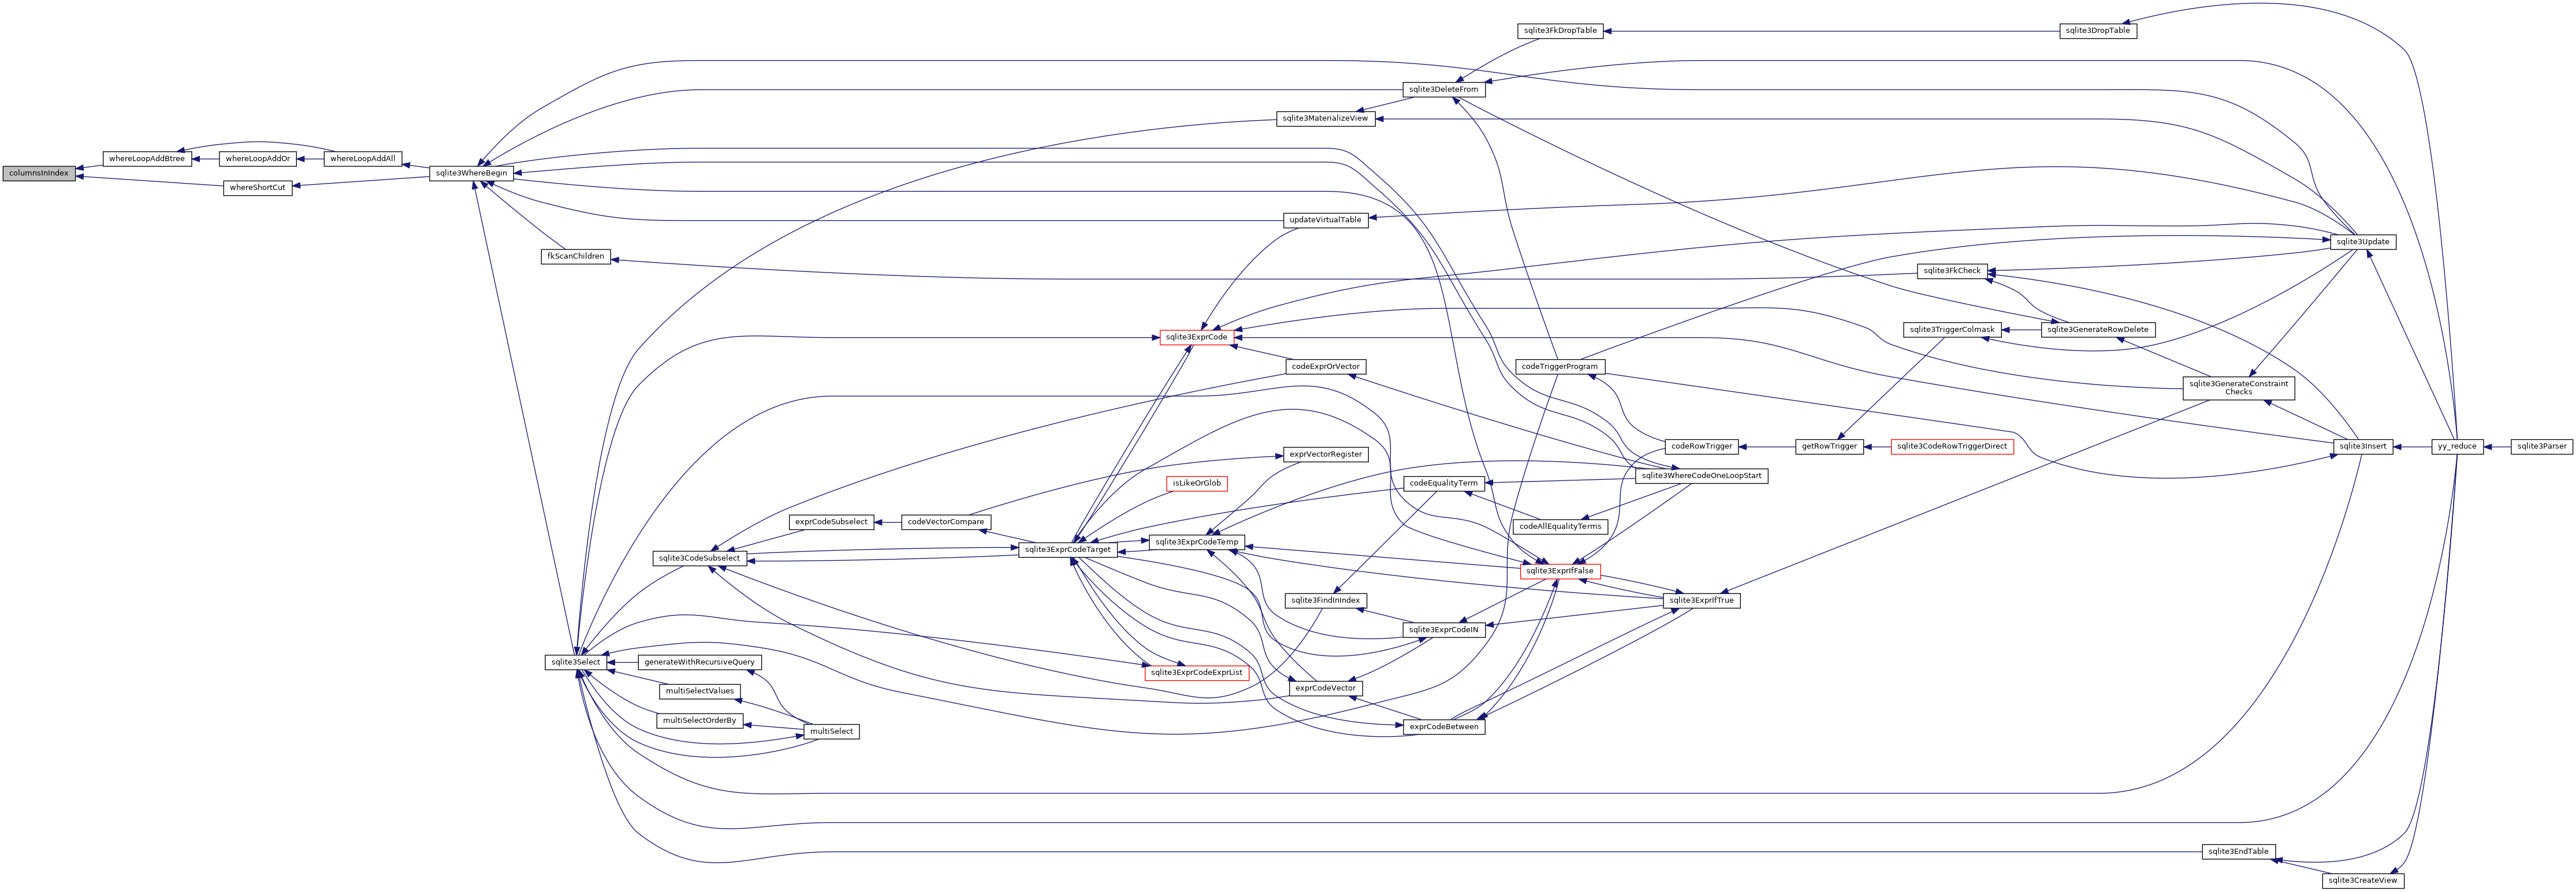 columnsInIndex
whereLoopAddBtree
whereLoopAddOr
whereLoopAddAll
whereShortCut
sqlite3WhereBegin
fkScanChildren
sqlite3Select
sqlite3CodeSubselect
generateWithRecursiveQuery
multiSelectValues
multiSelectOrderBy
multiSelect
exprCodeSubselect
codeVectorCompare
sqlite3ExprCodeTarget
sqlite3ExprCode
isLikeOrGlob
sqlite3ExprCodeTemp
sqlite3ExprCodeExprList
sqlite3MaterializeView
updateVirtualTable
codeExprOrVector
exprVectorRegister
sqlite3FindInIndex
exprCodeVector
sqlite3DeleteFrom
codeEqualityTerm
sqlite3ExprCodeIN
exprCodeBetween
sqlite3FkDropTable
codeTriggerProgram
codeAllEqualityTerms
sqlite3ExprIfFalse
codeRowTrigger
sqlite3WhereCodeOneLoopStart
sqlite3ExprIfTrue
getRowTrigger
sqlite3FkCheck
sqlite3TriggerColmask
sqlite3CodeRowTriggerDirect
sqlite3DropTable
sqlite3GenerateRowDelete
sqlite3GenerateConstraint
Checks
sqlite3EndTable
sqlite3Update
sqlite3Insert
sqlite3CreateView
yy_reduce
sqlite3Parser